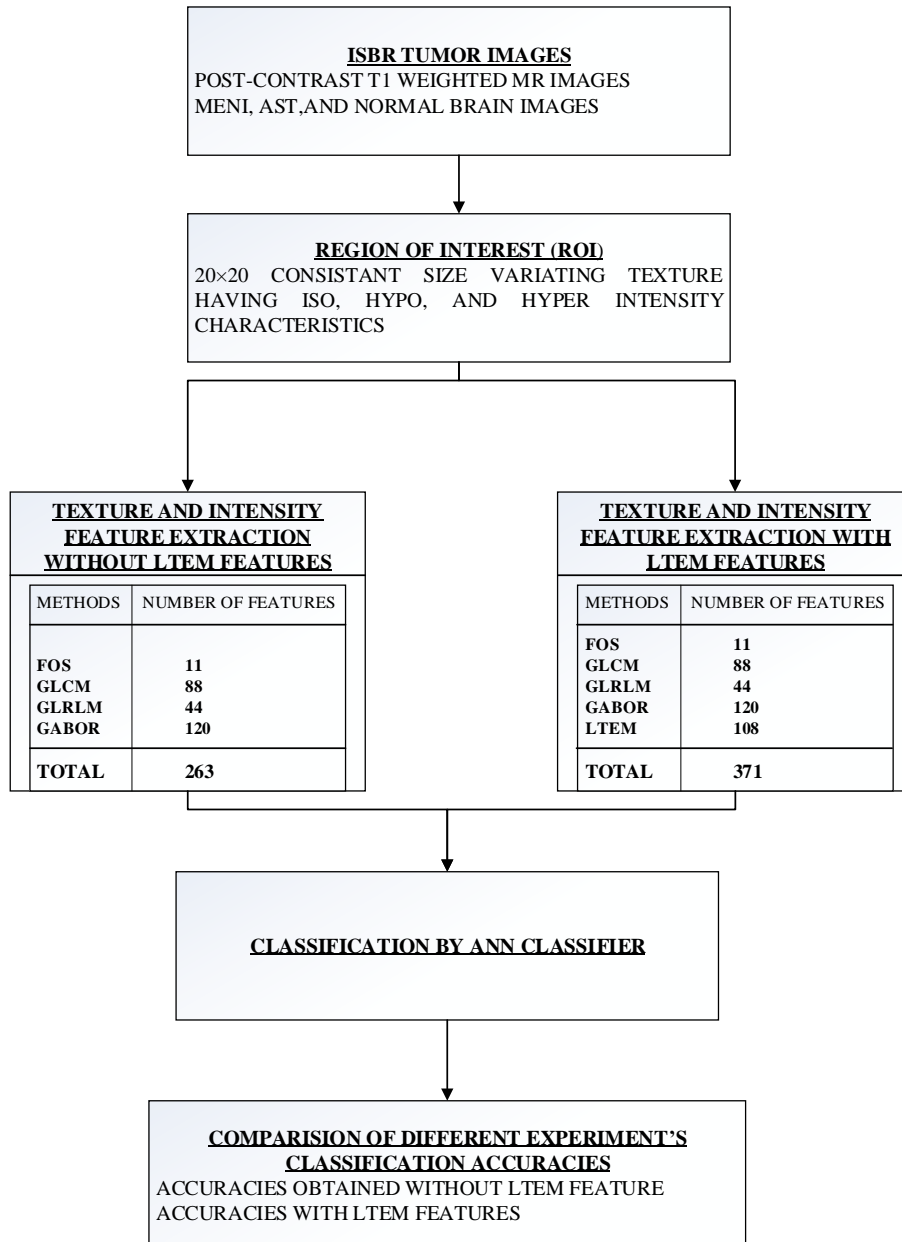 ISBR TUMOR IMAGES
POST-CONTRAST T1 WEIGHTED MR IMAGES
MENI, AST,AND NORMAL BRAIN IMAGES
REGION OF INTEREST (ROI)
20×20 CONSISTANT SIZE VARIATING TEXTURE
HAVING ISO, HYPO, AND HYPER INTENSITY
CHARACTERISTICS
TEXTURE AND INTENSITY
FEATURE EXTRACTION
WITHOUT LTEM FEATURES
METHODS NUMBER OF FEATURES
FOS 11
GLCM 88
GLRLM 44
GABOR 120
TOTAL 263
TEXTURE AND INTENSITY
FEATURE EXTRACTION WITH
LTEM FEATURES
METHODS NUMBER OF FEATURES
FOS 11
GLCM 88
GLRLM 44
GABOR 120
LTEM 108
TOTAL 371
CLASSIFICATION BY ANN CLASSIFIER
COMPARISION OF DIFFERENT EXPERIMENT'S
CLASSIFICATION ACCURACIES
ACCURACIES OBTAINED WITHOUT LTEM FEATURE
ACCURACIES WITH LTEM FEATURES